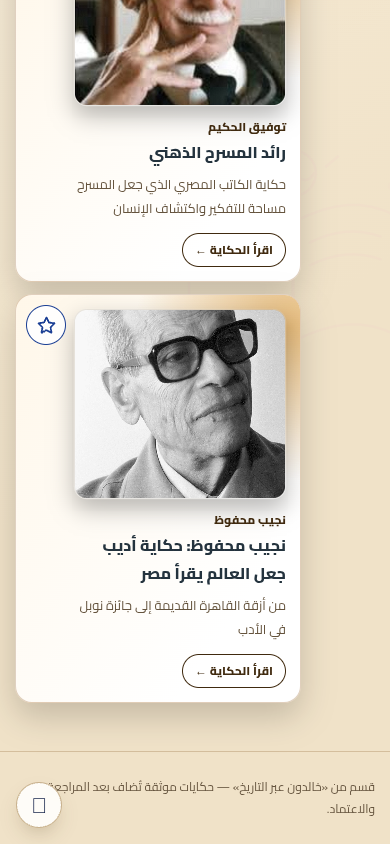 توفيق الحكيم
رائد المسرح الذهني
حكاية الكاتب المصري الذي جعل المسرح
مساحة للتفكير واكتشاف الإنسان
اقرأ الحكاية ←
نجيب محفوظ
نجيب محفوظ: حكاية أديب
جعل العالم يقرأ مصر
من أزقة القاهرة القديمة إلى جائزة نوبل
في الأدب
اقرأ الحكاية ←
قسم من «خالدون عبر التاريخ» — حكايات موثقة تُضاف بعد المراجعة
والاعتماد.